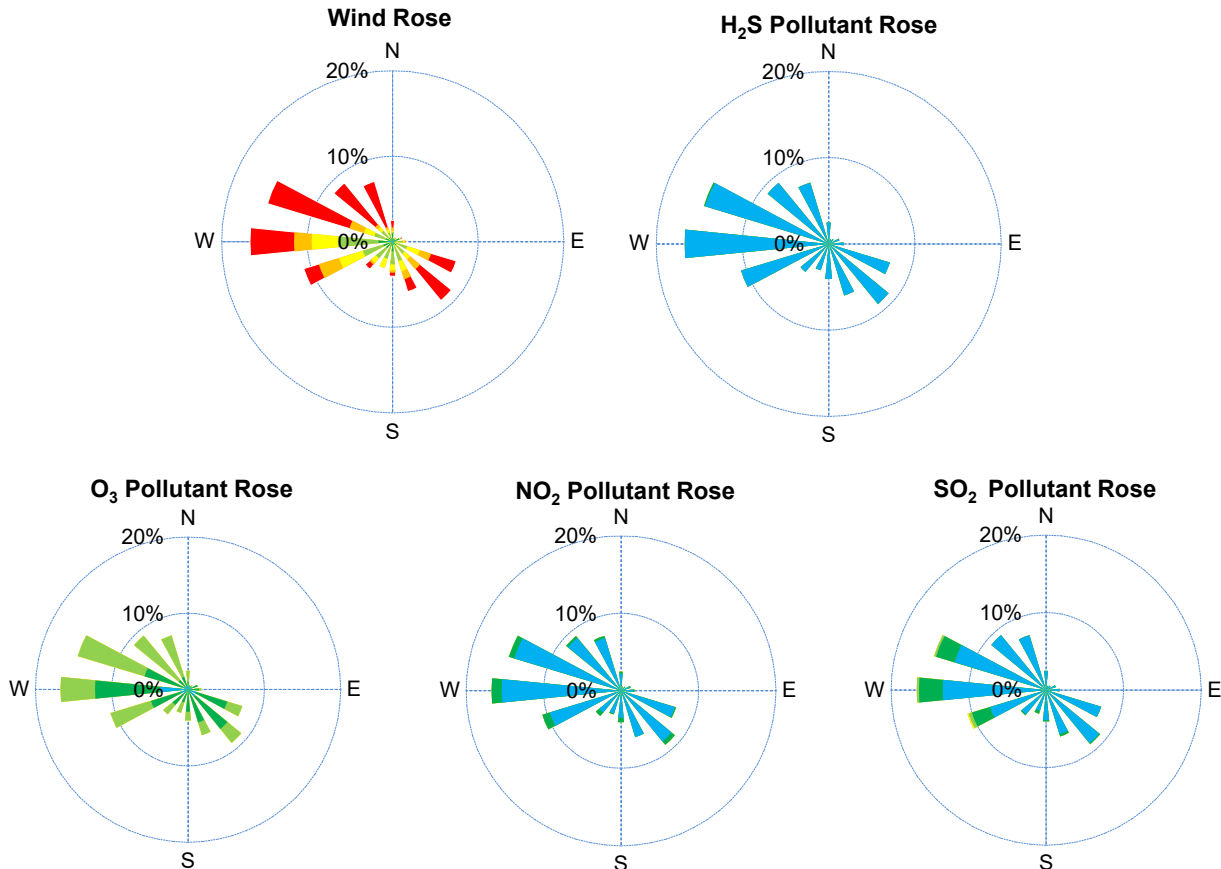 Wind Rose
N
20%
10%
W
0%
E
S
H₂S Pollutant Rose
N
20%
10%
W
0%
E
S
O₃ Pollutant Rose
N
20%
10%
W
0%
E
S
NO₂ Pollutant Rose
N
20%
10%
W
0%
E
S
SO₂ Pollutant Rose
N
20%
10%
W
0%
E
S